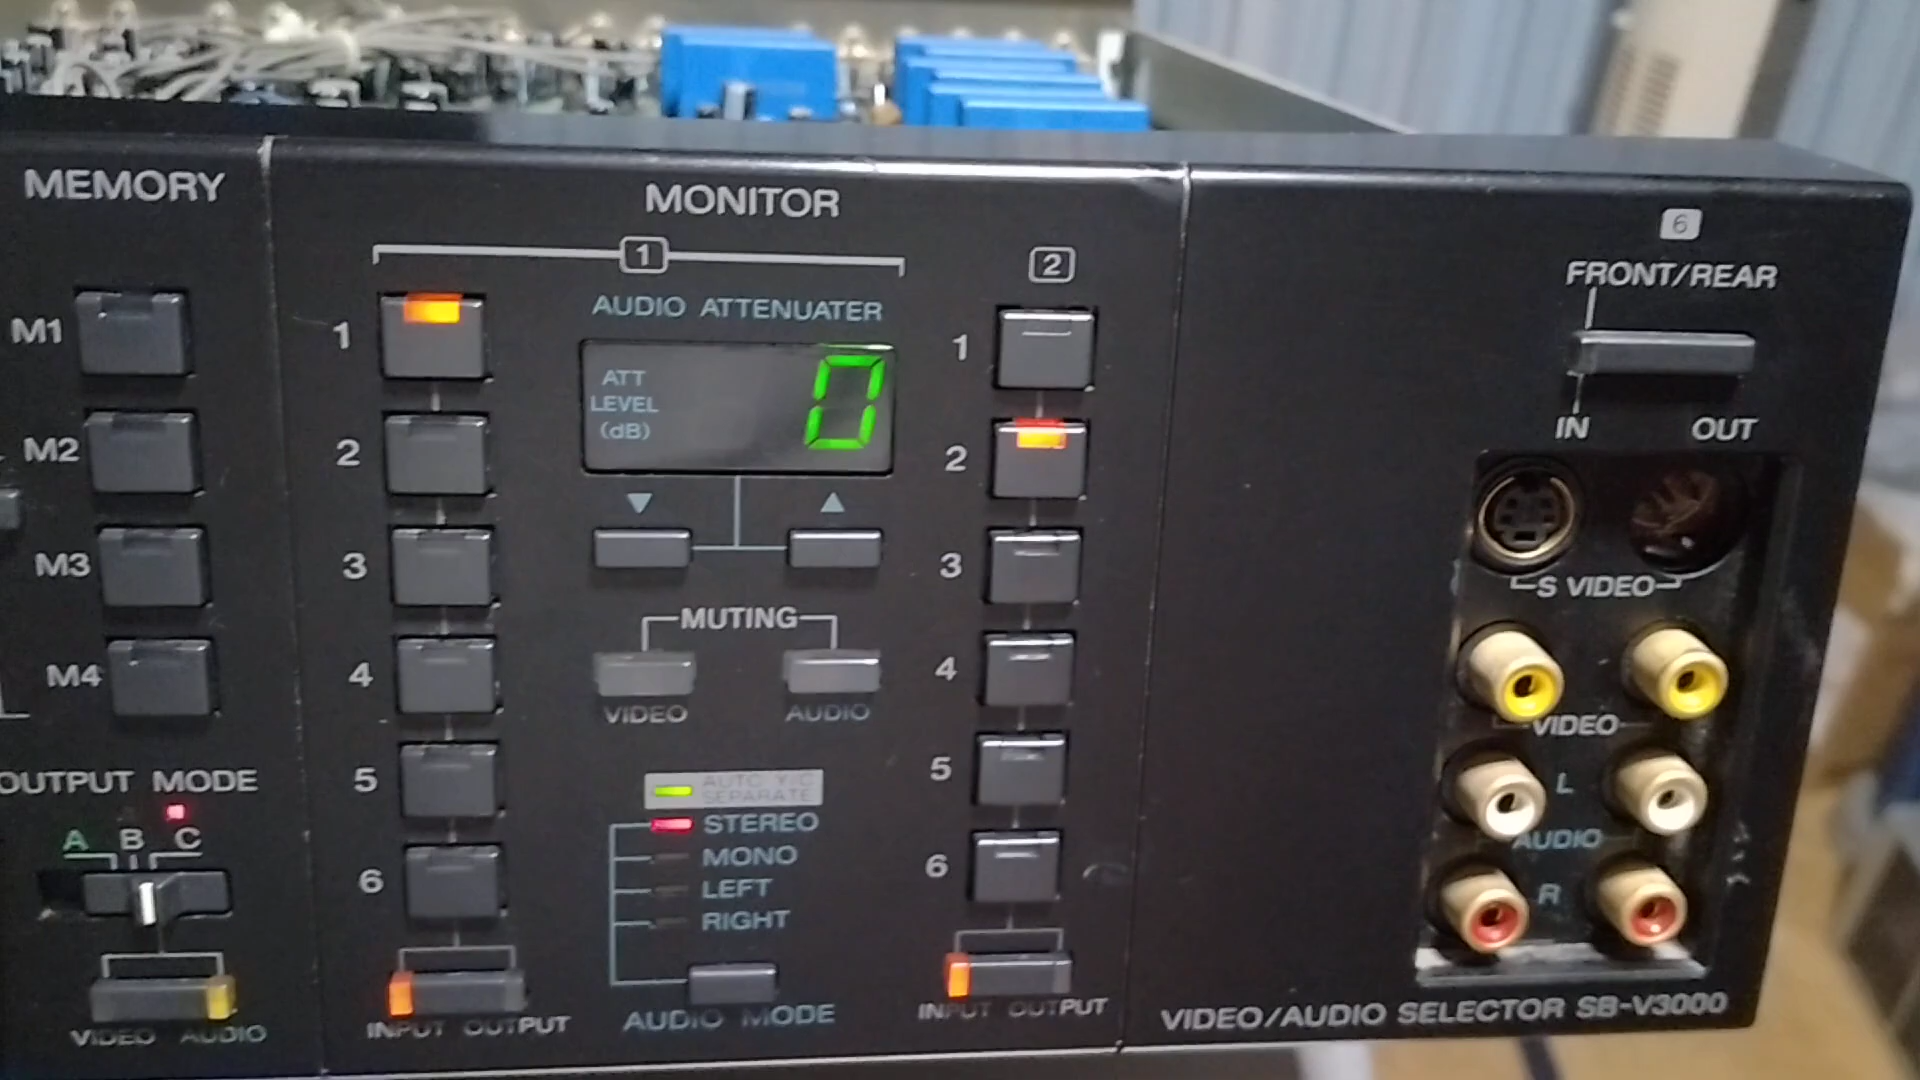 MEMORY
M1
M2
M3
M4
OUTPUT MODE
A B C
VIDEO AUDIO
MONITOR
1
AUDIO ATTENUATER
ATT
LEVEL
(dB)
0
▼ ▲
MUTING
VIDEO AUDIO
AUTO Y/C
SEPARATE
STEREO
MONO
LEFT
RIGHT
AUDIO MODE
1
2
3
4
5
6
INPUT OUTPUT
2
1
2
3
4
5
6
INPUT OUTPUT
6
FRONT/REAR
IN OUT
S VIDEO
VIDEO
L
AUDIO
R
VIDEO/AUDIO SELECTOR SB-V3000